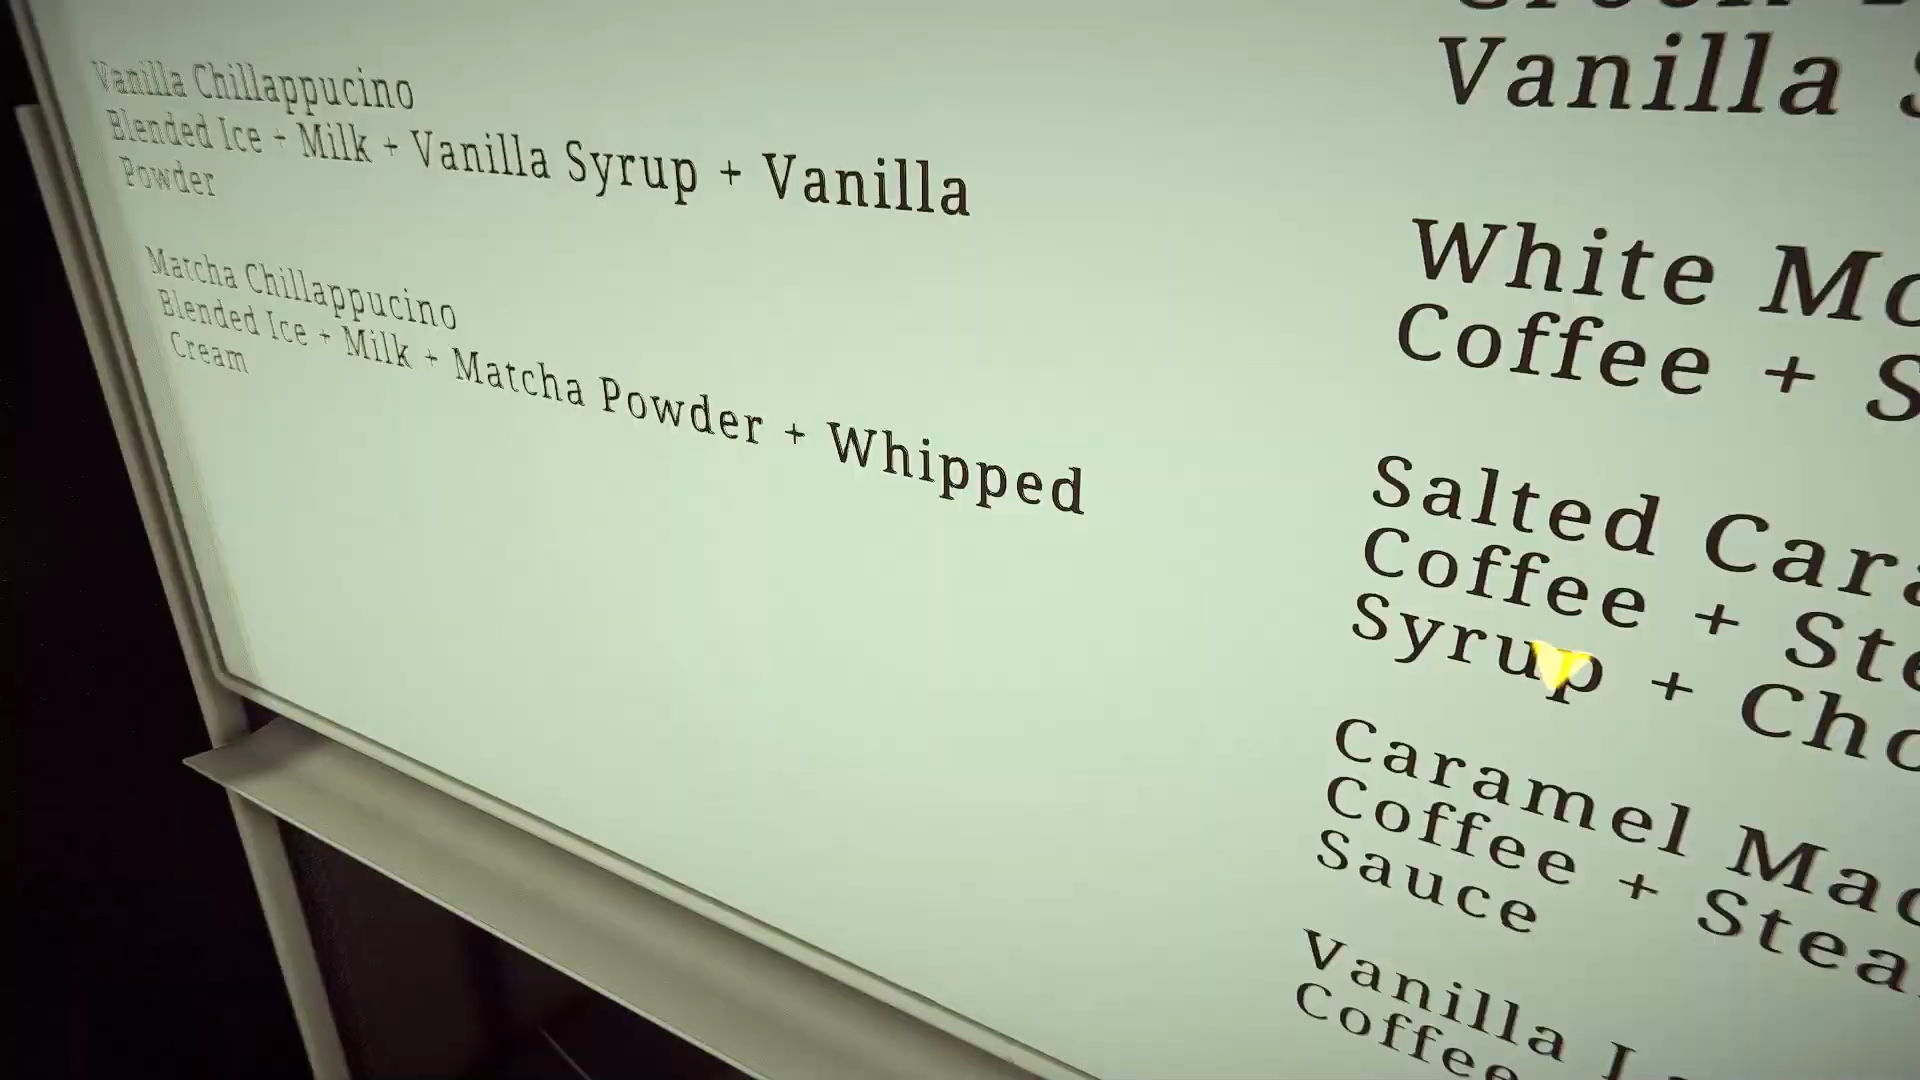 Vanilla Chillappucino
Blended Ice + Milk + Vanilla Syrup + Vanilla
Powder
Matcha Chillappucino
Blended Ice + Milk + Matcha Powder + Whipped
Cream
Vanilla
White
Coffee +
Salted
Coffee +
Syrup +
Caramel
Coffee +
Sauce
Vanilla
Coffee